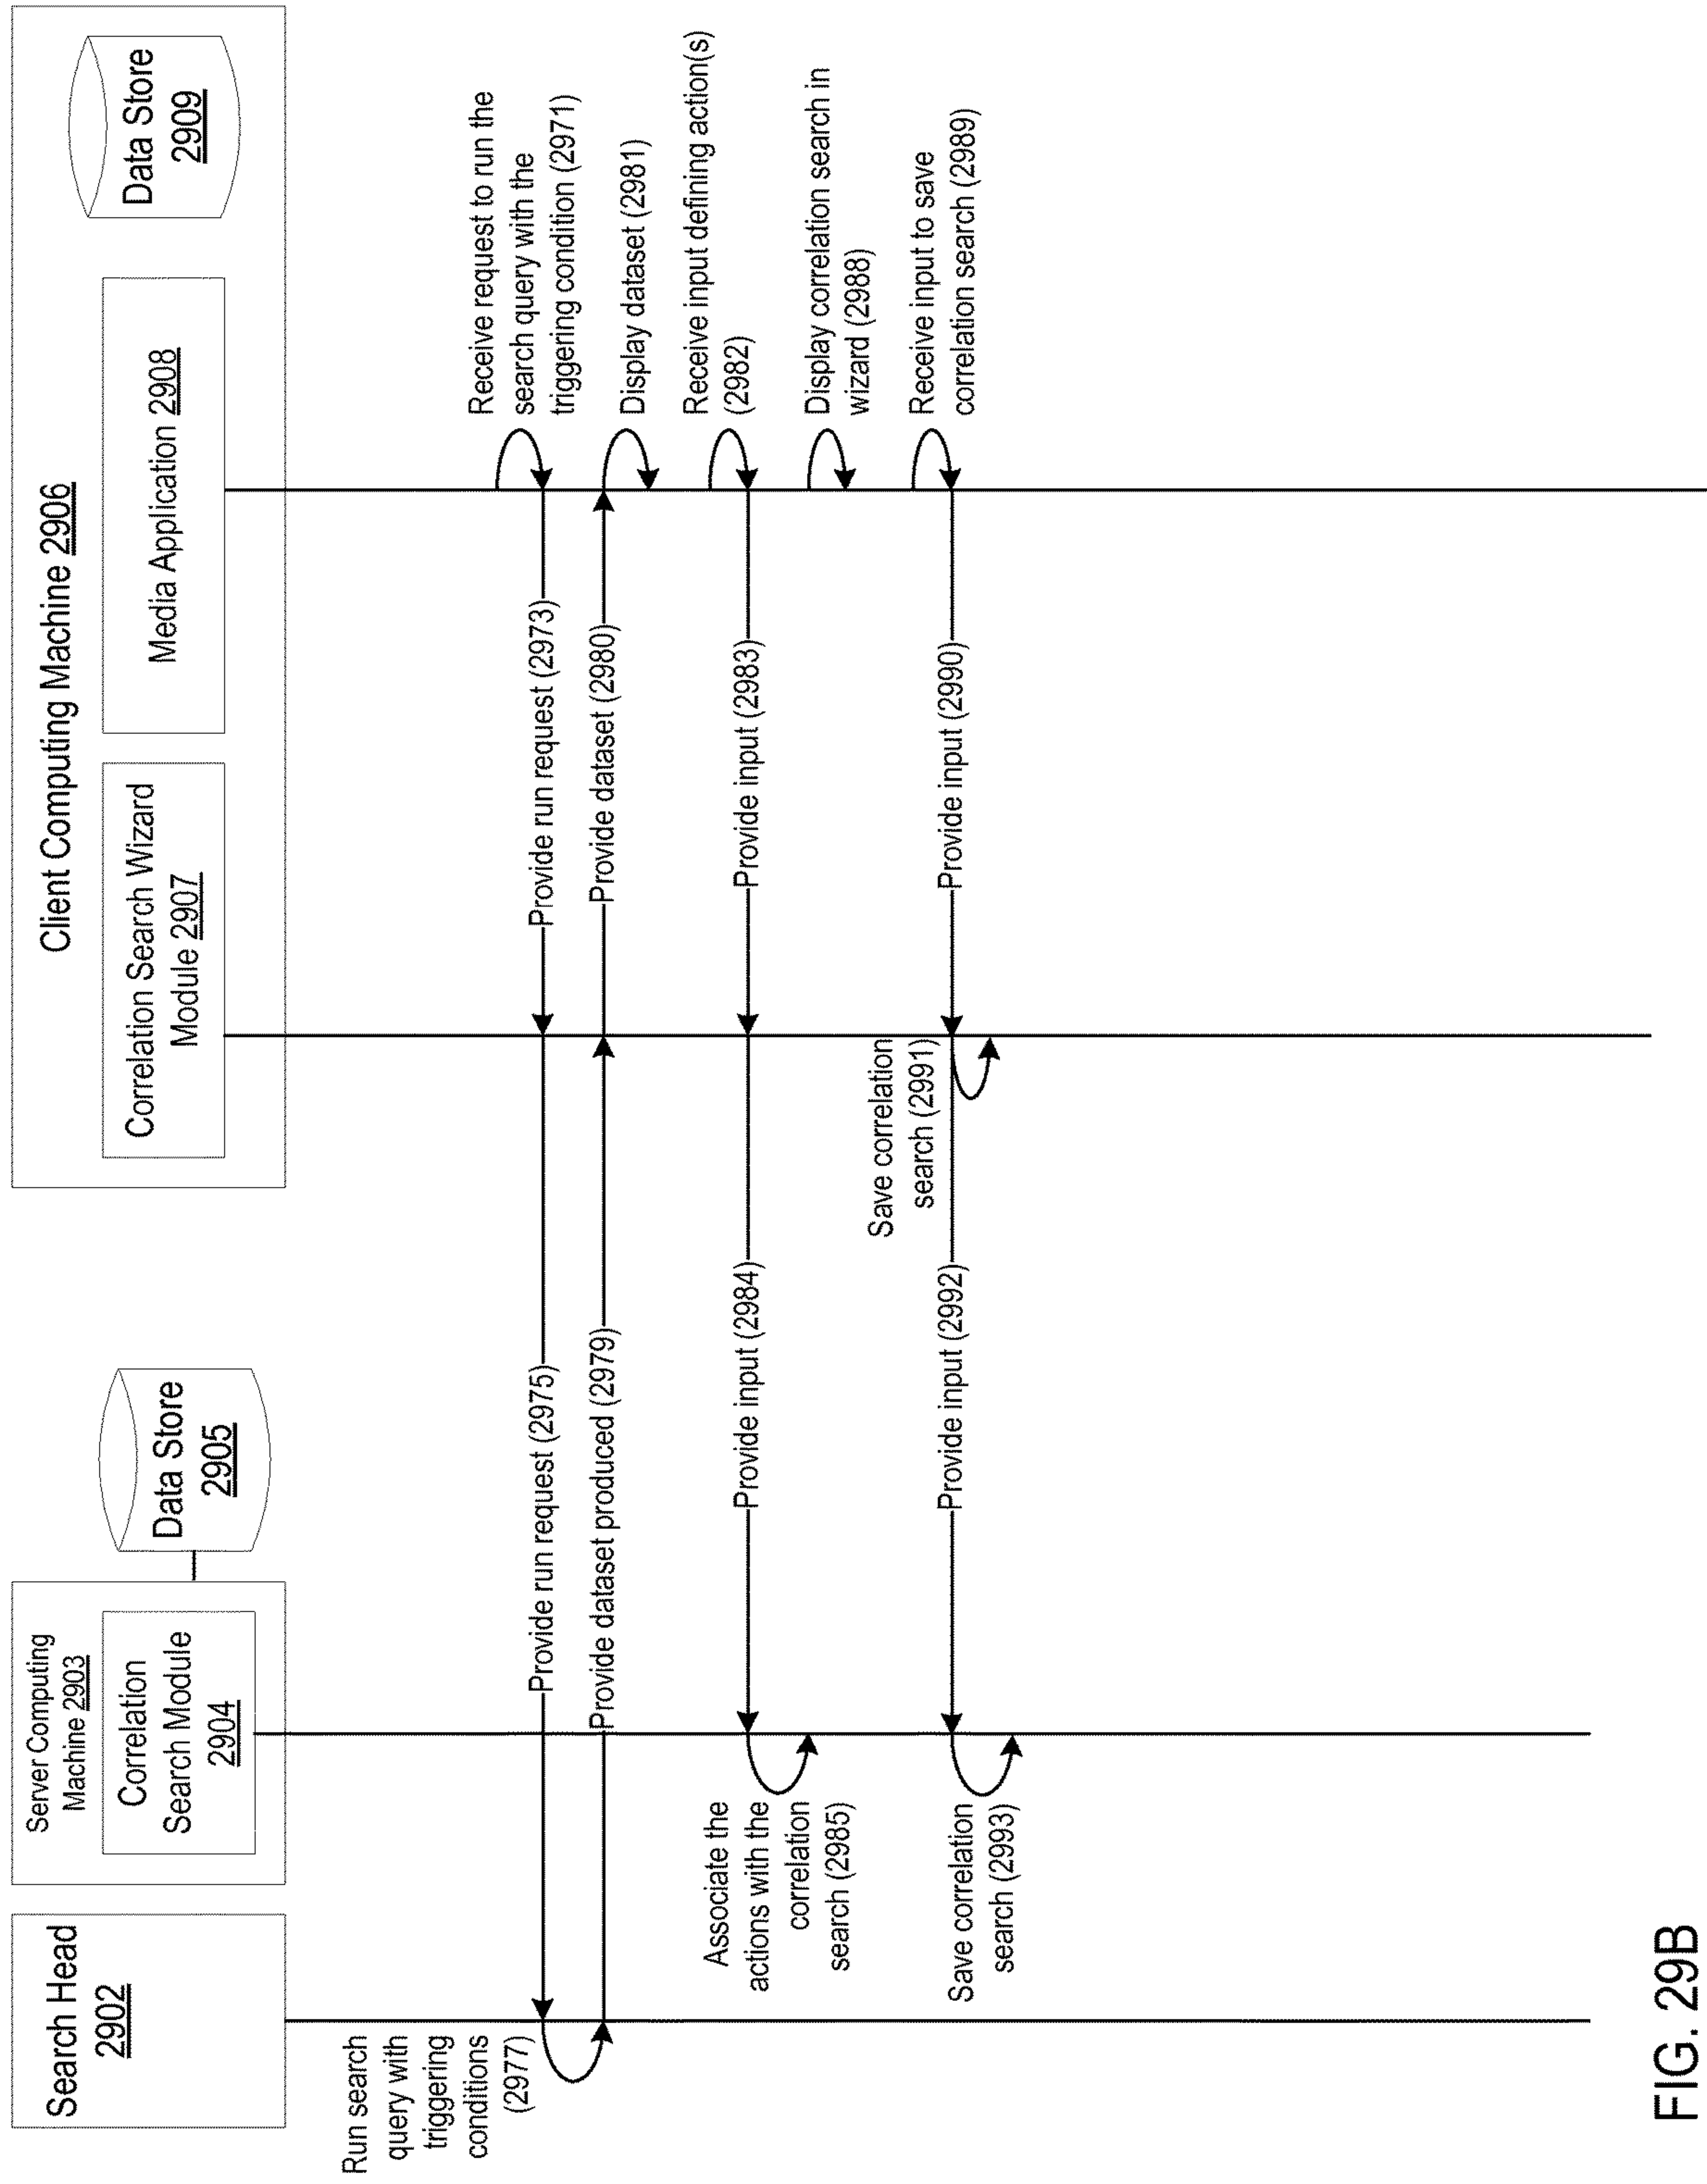 Search Head
2902
Server Computing
Machine 2903
Correlation
Search Module
2904
Data Store
2905
Client Computing Machine 2906
Correlation Search Wizard
Module 2907
Media Application 2908
Data Store
2909
Receive request to run the
search query with the
triggering condition (2971)
Provide run request (2973)
Provide run request (2975)
Run search
query with
triggering
conditions
(2977)
Provide dataset produced (2979)
Provide dataset (2980)
Display dataset (2981)
Receive input defining action(s)
(2982)
Provide input (2983)
Provide input (2984)
Associate the
actions with the
correlation
search (2985)
Display correlation search in
wizard (2988)
Receive input to save
correlation search (2989)
Provide input (2990)
Save correlation
search (2991)
Provide input (2992)
Save correlation
search (2993)
FIG. 29B